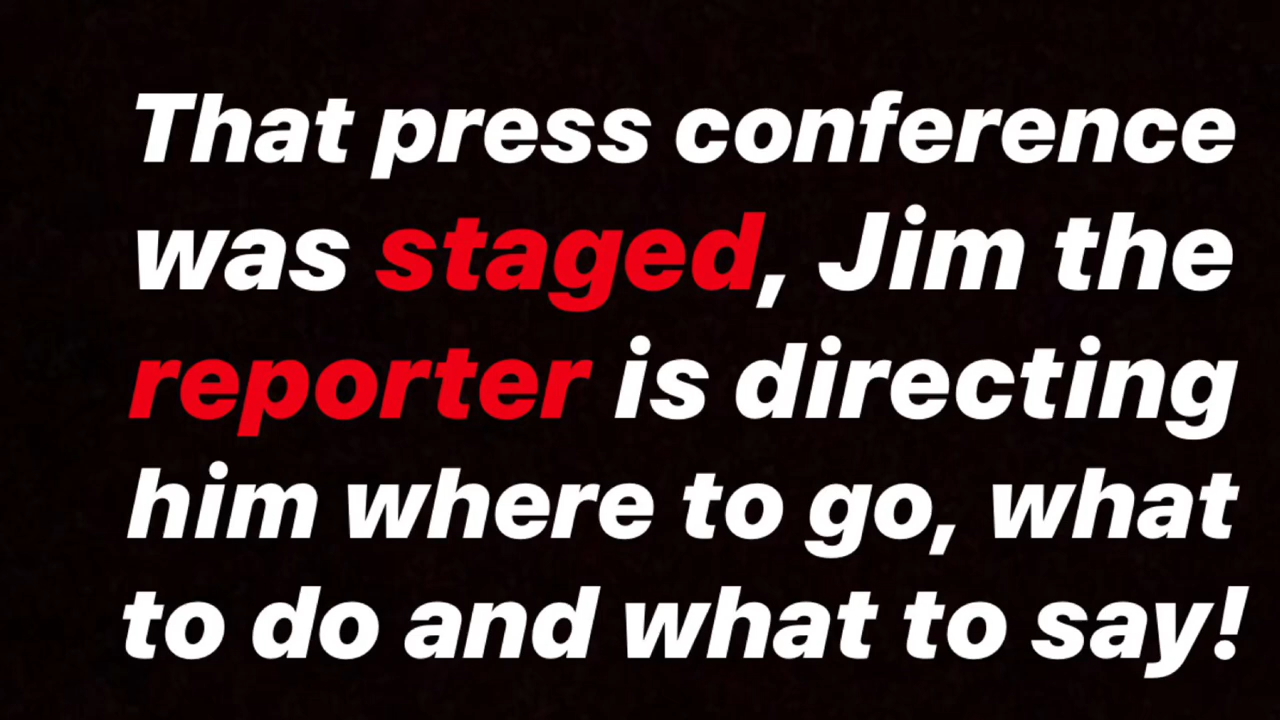 That press conference
was staged, Jim the
reporter is directing
him where to go, what
to do and what to say!